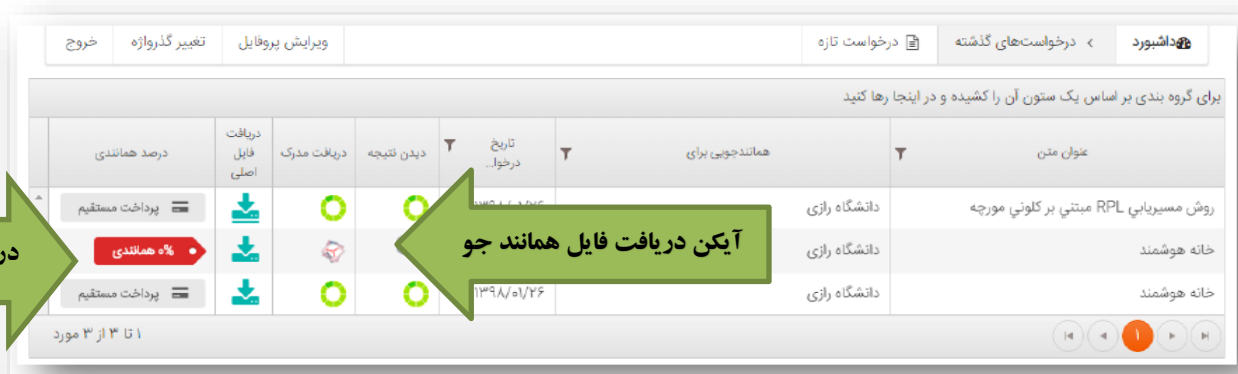 داشبورد
درخواست‌های گذشته
درخواست تازه
ویرایش پروفایل
تغییر گذرواژه
خروج
برای گروه بندی بر اساس یک ستون آن را کشیده و در اینجا رها کنید
عنوان متن
همانندجویی برای
تاریخ
درخوا...
دیدن نتیجه
دریافت مدرک
دریافت
فایل
اصلی
درصد همانندی
روش مسیریابي RPL مبتني بر کلوني مورچه
دانشگاه رازی
پرداخت مستقیم
خانه هوشمند
دانشگاه رازی
۰% همانندی
آیکن دریافت فایل همانند جو
خانه هوشمند
دانشگاه رازی
۱۳۹۸/۰۱/۲۶
پرداخت مستقیم
۱
۱ تا ۳ از ۳ مورد